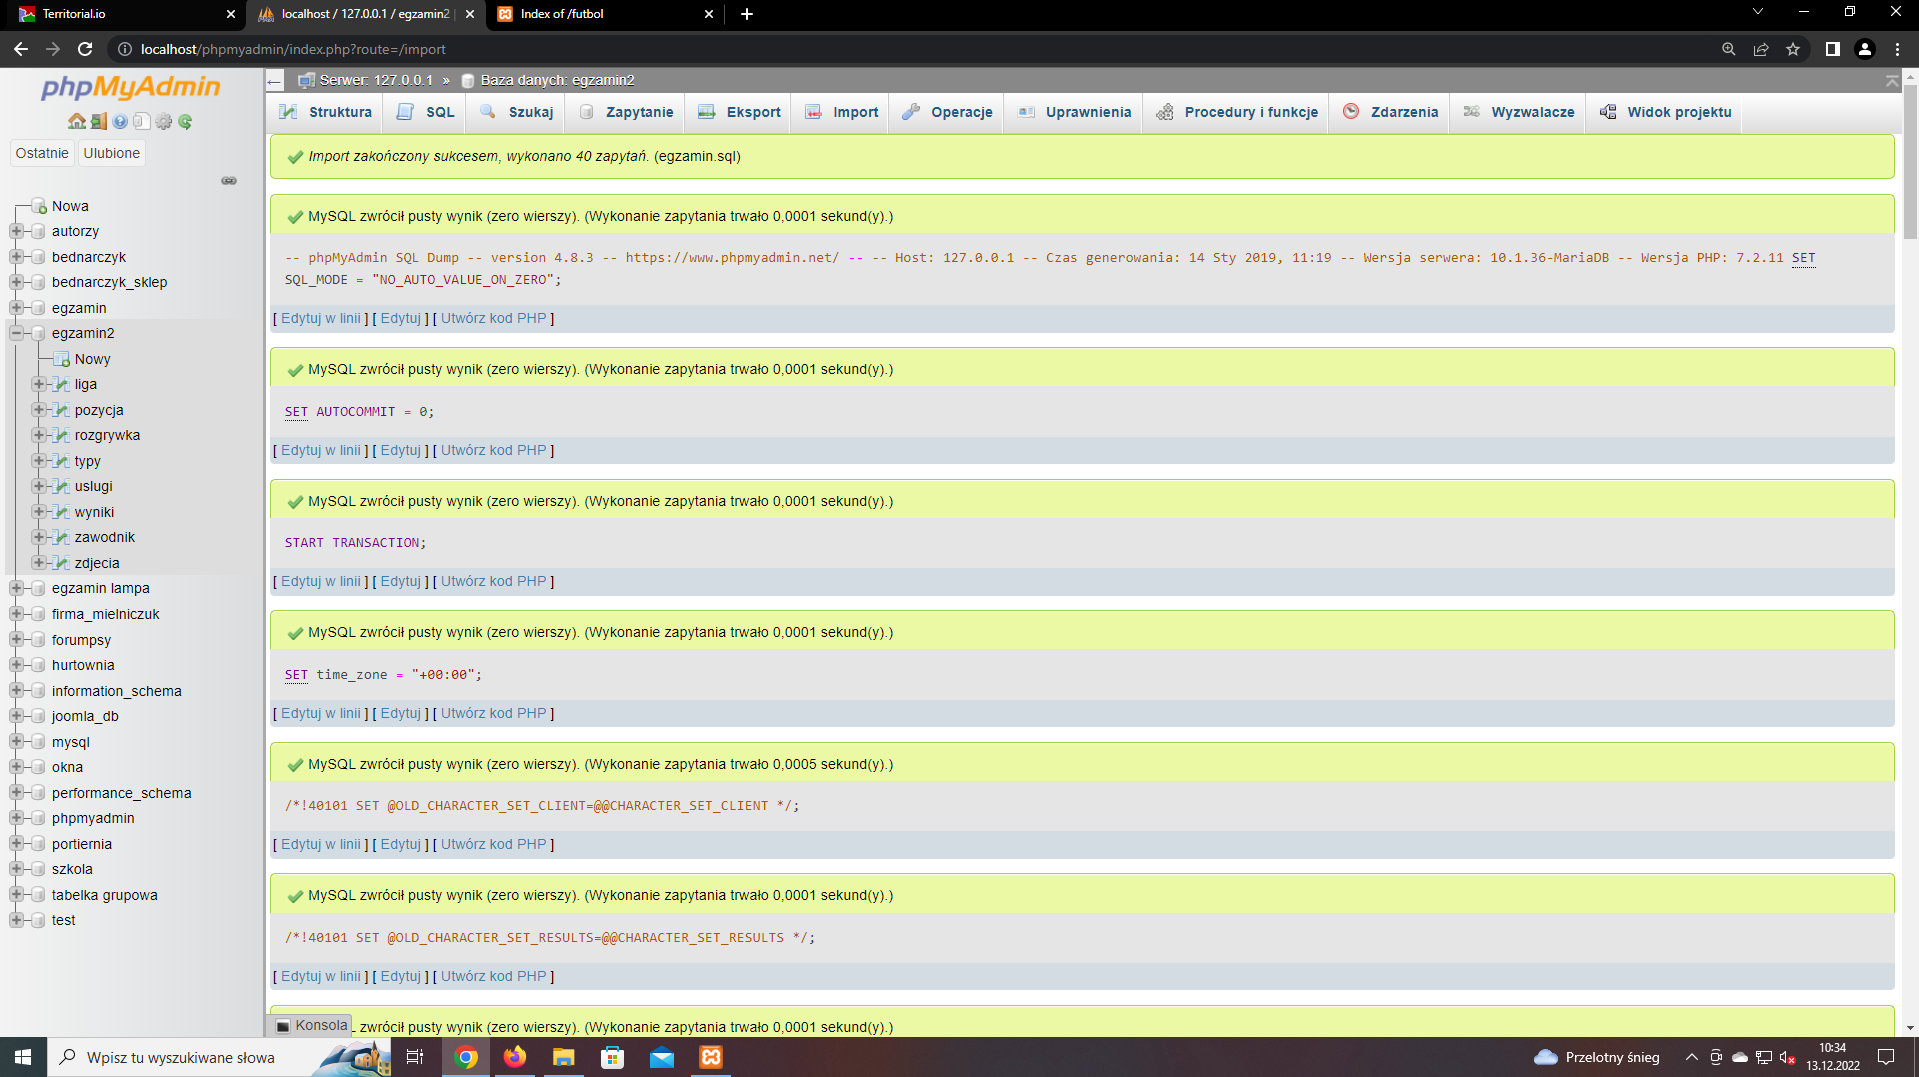 Territorial.io
localhost / 127.0.0.1 / egzamin2 |
Index of /futbol
localhost/phpmyadmin/index.php?route=/import
phpMyAdmin
Ostatnie
Ulubione
Nowa
autorzy
bednarczyk
bednarczyk_sklep
egzamin
egzamin2
Nowy
liga
pozycja
rozgrywka
typy
uslugi
wyniki
zawodnik
zdjecia
egzamin lampa
firma_mielniczuk
forumpsy
hurtownia
information_schema
joomla_db
mysql
okna
performance_schema
phpmyadmin
portiernia
szkola
tabelka grupowa
test
Serwer: 127.0.0.1 » Baza danych: egzamin2
Struktura SQL Szukaj Zapytanie Eksport Import Operacje Uprawnienia Procedury i funkcje Zdarzenia Wyzwalacze Widok projektu
Import zakończony sukcesem, wykonano 40 zapytań. (egzamin.sql)
MySQL zwrócił pusty wynik (zero wierszy). (Wykonanie zapytania trwało 0,0001 sekund(y).)
-- phpMyAdmin SQL Dump -- version 4.8.3 -- https://www.phpmyadmin.net/ -- -- Host: 127.0.0.1 -- Czas generowania: 14 Sty 2019, 11:19 -- Wersja serwera: 10.1.36-MariaDB -- Wersja PHP: 7.2.11 SET
SQL_MODE = "NO_AUTO_VALUE_ON_ZERO";
[ Edytuj w linii ] [ Edytuj ] [ Utwórz kod PHP ]
MySQL zwrócił pusty wynik (zero wierszy). (Wykonanie zapytania trwało 0,0001 sekund(y).)
SET AUTOCOMMIT = 0;
[ Edytuj w linii ] [ Edytuj ] [ Utwórz kod PHP ]
MySQL zwrócił pusty wynik (zero wierszy). (Wykonanie zapytania trwało 0,0001 sekund(y).)
START TRANSACTION;
[ Edytuj w linii ] [ Edytuj ] [ Utwórz kod PHP ]
MySQL zwrócił pusty wynik (zero wierszy). (Wykonanie zapytania trwało 0,0001 sekund(y).)
SET time_zone = "+00:00";
[ Edytuj w linii ] [ Edytuj ] [ Utwórz kod PHP ]
MySQL zwrócił pusty wynik (zero wierszy). (Wykonanie zapytania trwało 0,0005 sekund(y).)
/*!40101 SET @OLD_CHARACTER_SET_CLIENT=@@CHARACTER_SET_CLIENT */;
[ Edytuj w linii ] [ Edytuj ] [ Utwórz kod PHP ]
MySQL zwrócił pusty wynik (zero wierszy). (Wykonanie zapytania trwało 0,0001 sekund(y).)
/*!40101 SET @OLD_CHARACTER_SET_RESULTS=@@CHARACTER_SET_RESULTS */;
[ Edytuj w linii ] [ Edytuj ] [ Utwórz kod PHP ]
Konsola
L zwrócił pusty wynik (zero wierszy). (Wykonanie zapytania trwało 0,0001 sekund(y).)
Wpisz tu wyszukiwane słowa
Przelotny śnieg
10:34
13.12.2022